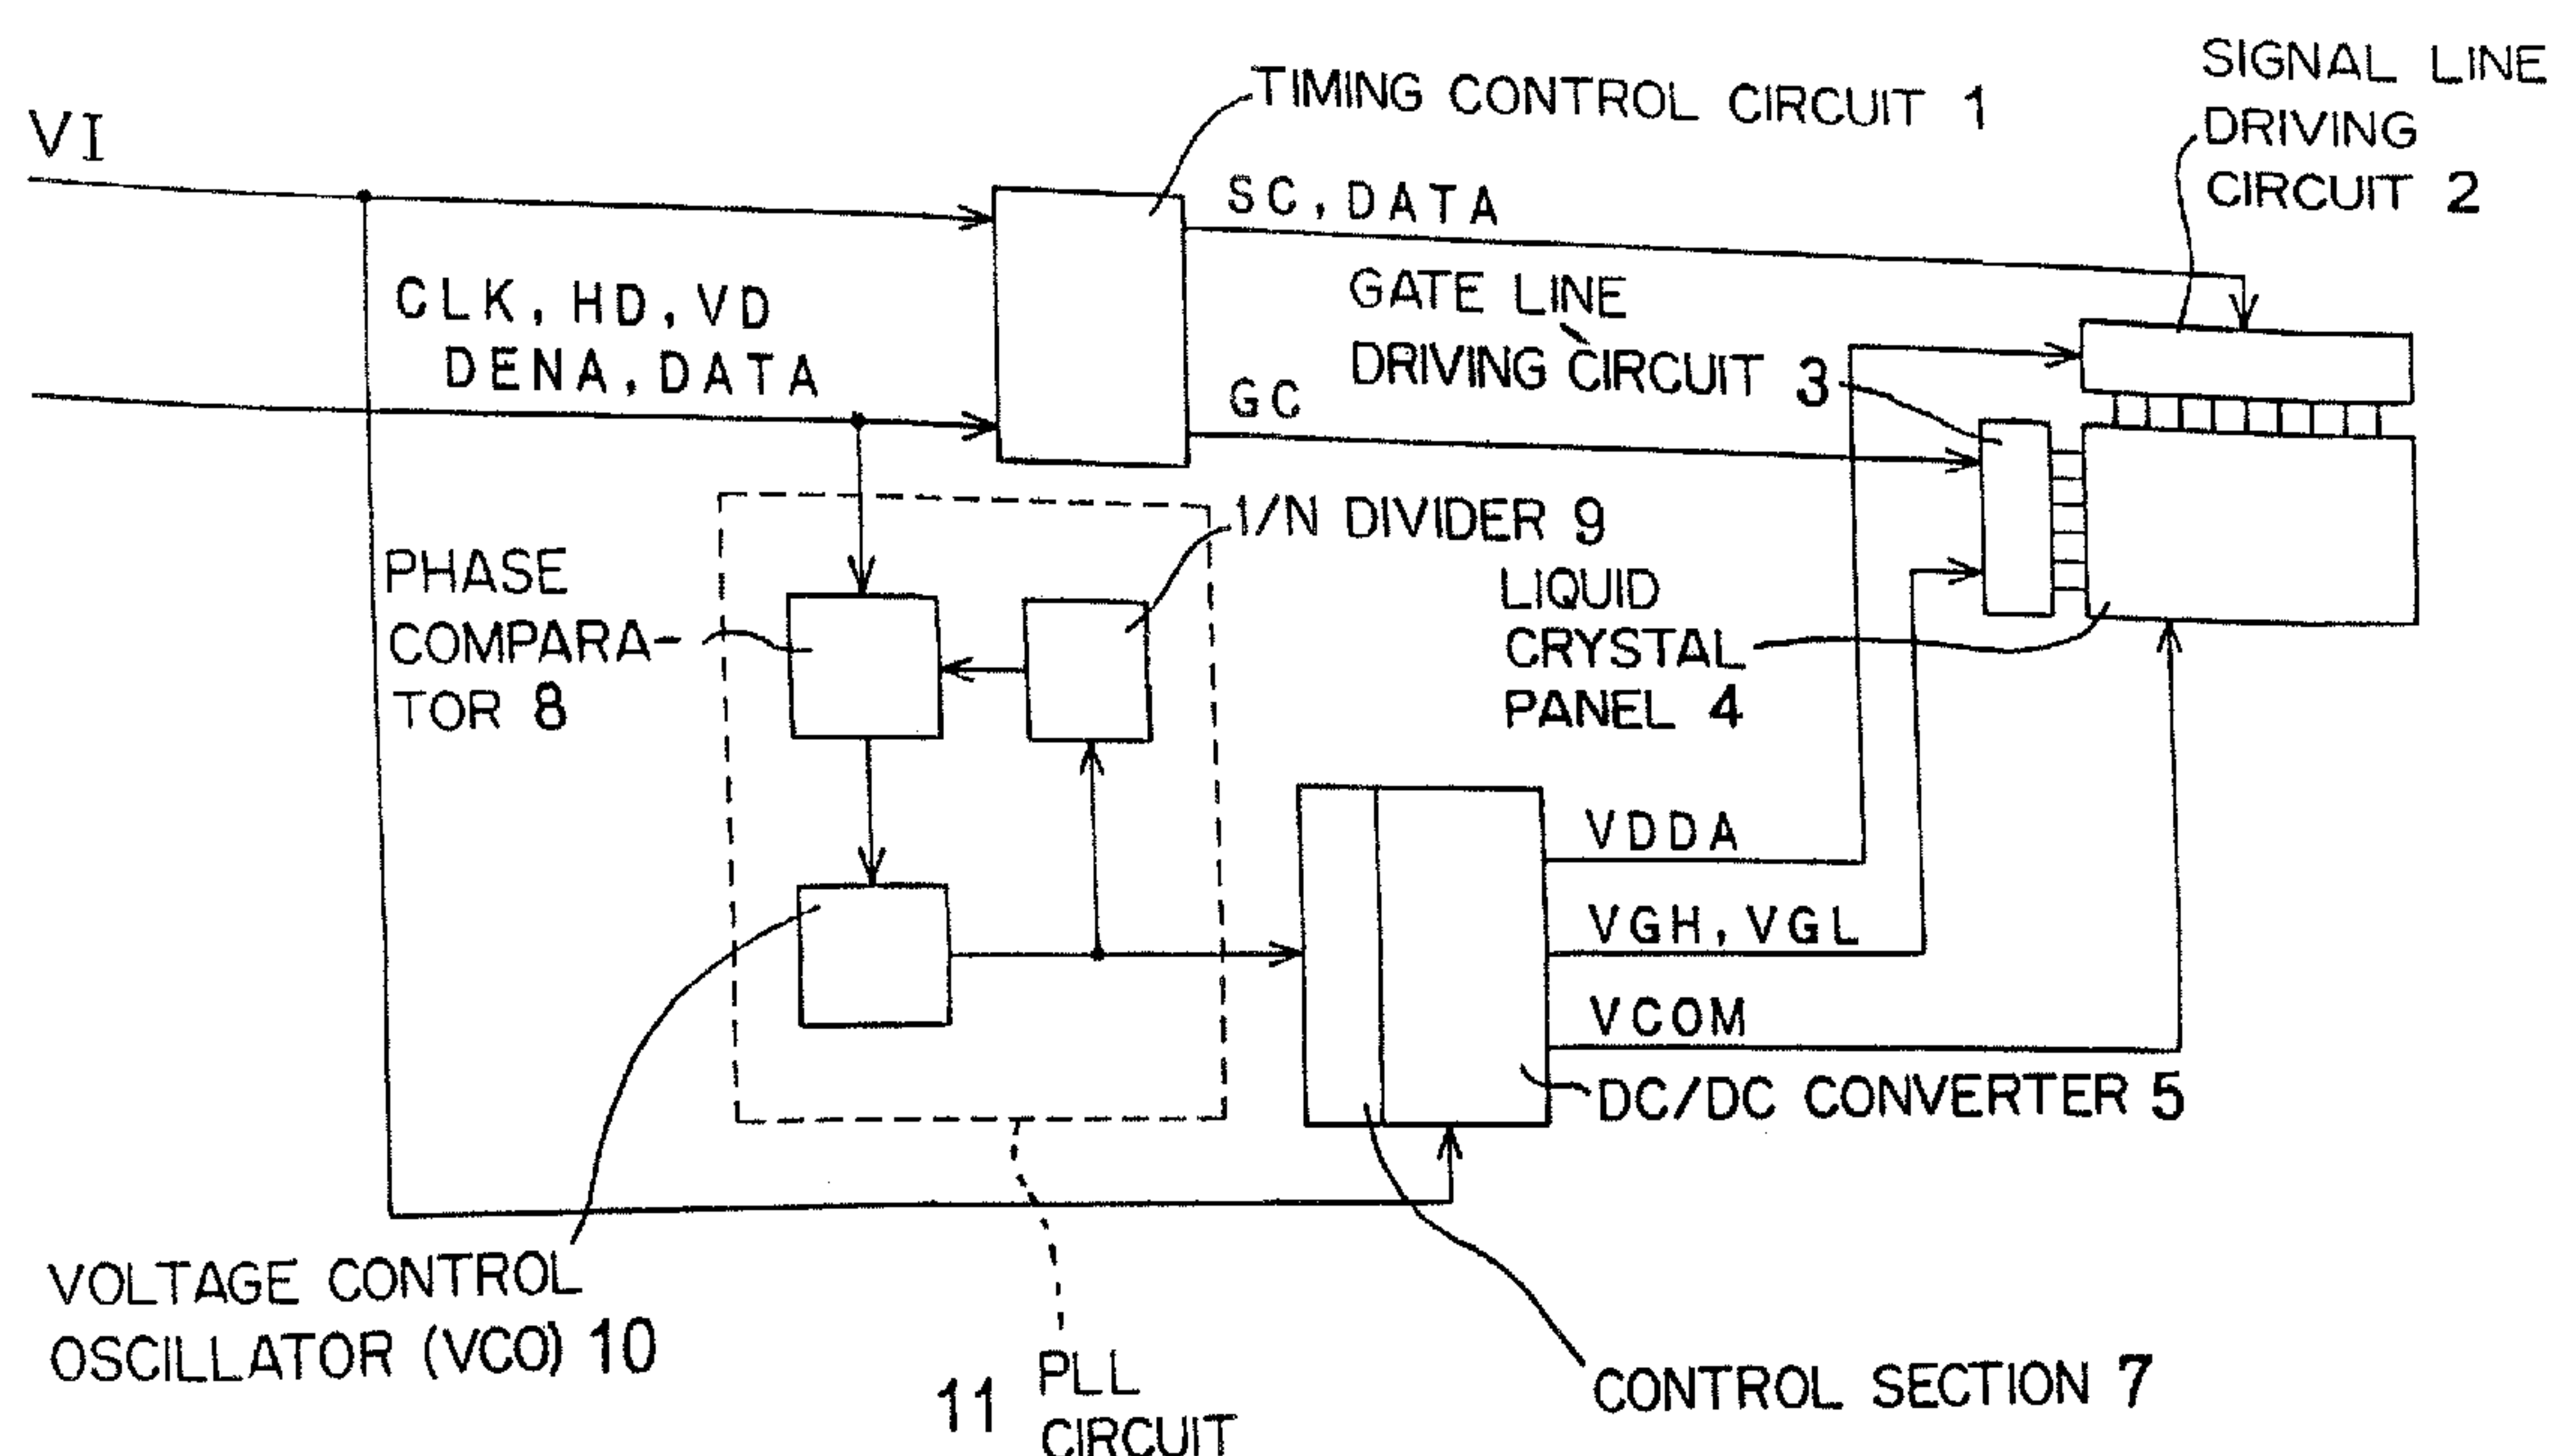 VI
TIMING CONTROL CIRCUIT 1
SIGNAL LINE
DRIVING
CIRCUIT 2
SC, DATA
CLK, HD, VD
DENA, DATA
GATE LINE
DRIVING CIRCUIT 3
GC
1/N DIVIDER 9
PHASE
COMPARA-
TOR 8
LIQUID
CRYSTAL
PANEL 4
VDDA
VGH, VGL
VCOM
DC/DC CONVERTER 5
VOLTAGE CONTROL
OSCILLATOR (VCO) 10
11 PLL
CIRCUIT
CONTROL SECTION 7